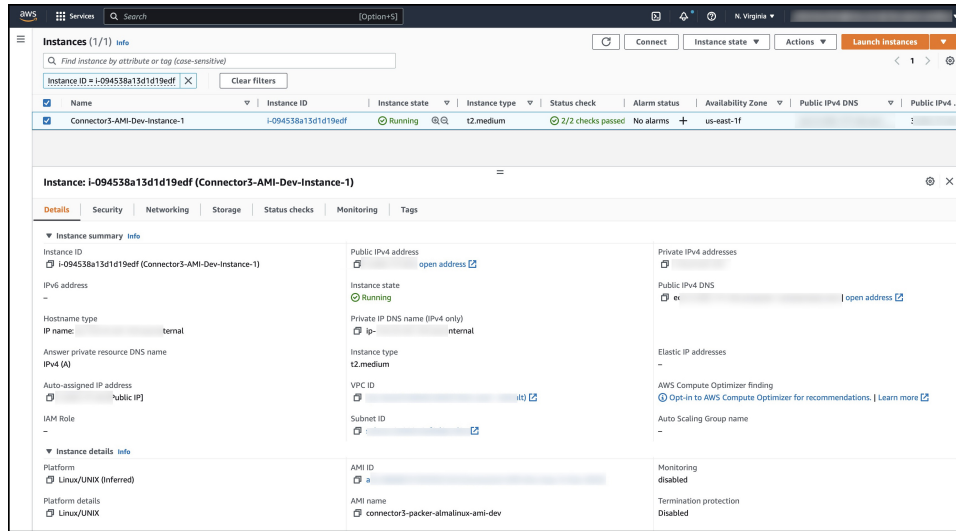 aws Services Search [Option+S] N. Virginia
Instances (1/1) Info Connect Instance state Actions Launch instances
Find instance by attribute or tag (case-sensitive) 1
Instance ID = i-094538a13d1d19edf Clear filters
Name Instance ID Instance state Instance type Status check Alarm status Availability Zone Public IPv4 DNS Public IPv4 ..
Connector3-AMI-Dev-Instance-1 i-094538a13d1d19edf Running t2.medium 2/2 checks passed No alarms + us-east-1f
Instance: i-094538a13d1d19edf (Connector3-AMI-Dev-Instance-1)
Details Security Networking Storage Status checks Monitoring Tags
Instance summary Info
Instance ID Public IPv4 address Private IPv4 addresses
i-094538a13d1d19edf (Connector3-AMI-Dev-Instance-1) open address
IPv6 address Instance state Public IPv4 DNS
– Running open address
Hostname type Private IP DNS name (IPv4 only)
IP name: ternal ip- nternal
Answer private resource DNS name Instance type Elastic IP addresses
IPv4 (A) t2.medium –
Auto-assigned IP address VPC ID AWS Compute Optimizer finding
Public IP] lt) Opt-in to AWS Compute Optimizer for recommendations. | Learn more
IAM Role Subnet ID Auto Scaling Group name
– –
Instance details Info
Platform AMI ID Monitoring
Linux/UNIX (Inferred) a disabled
Platform details AMI name Termination protection
Linux/UNIX connector3-packer-almalinux-ami-dev Disabled